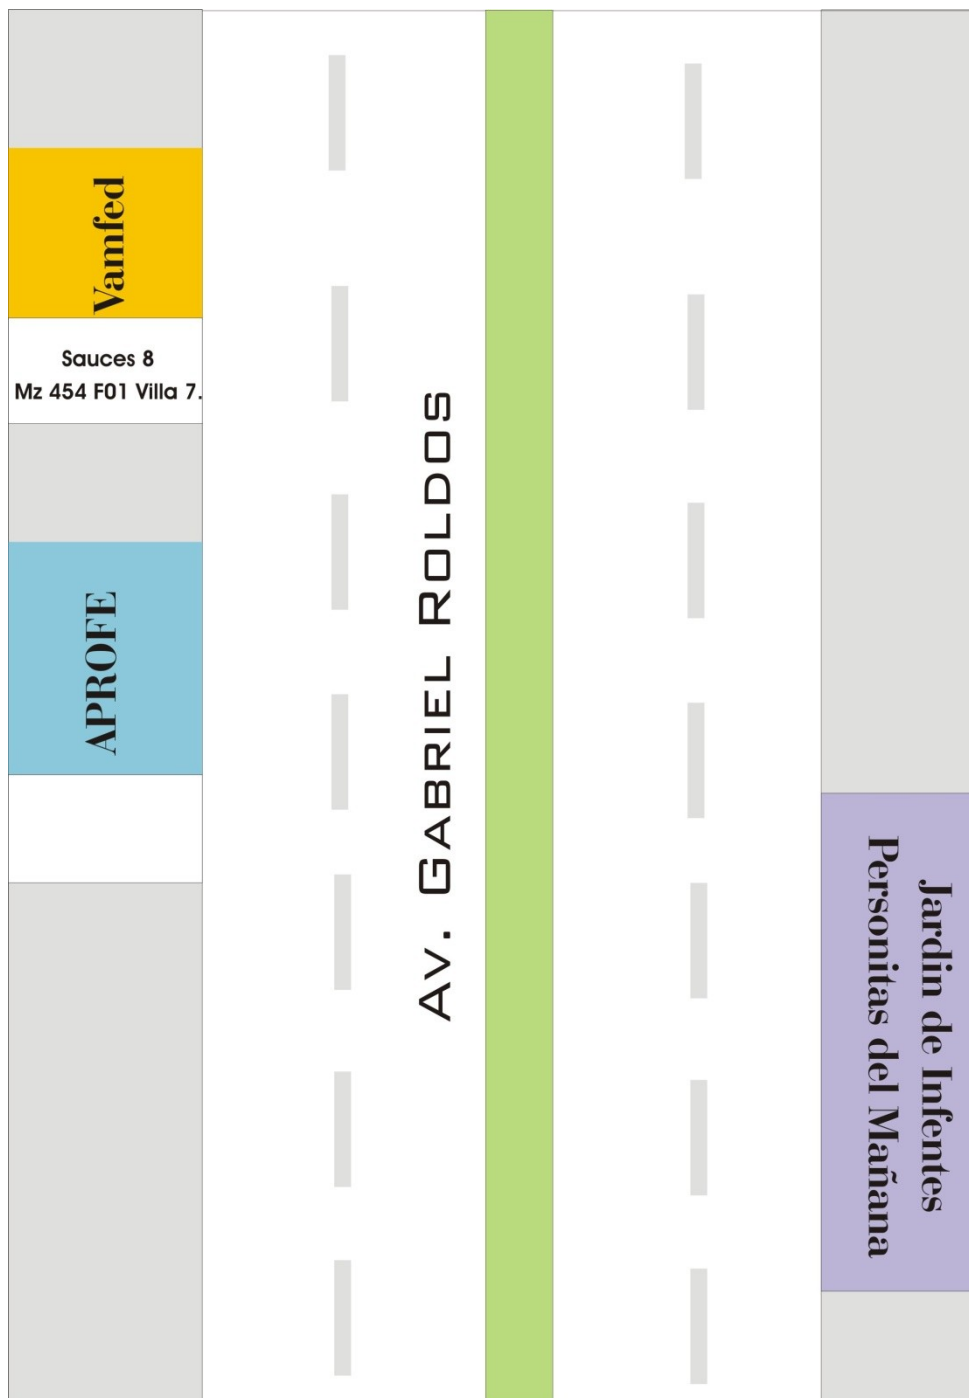 Vamfed
Sauces 8
Mz 454 F01 Villa 7.
APROFE
AV. GABRIEL ROLDOS
Jardin de Infentes
Personitas del Mañana